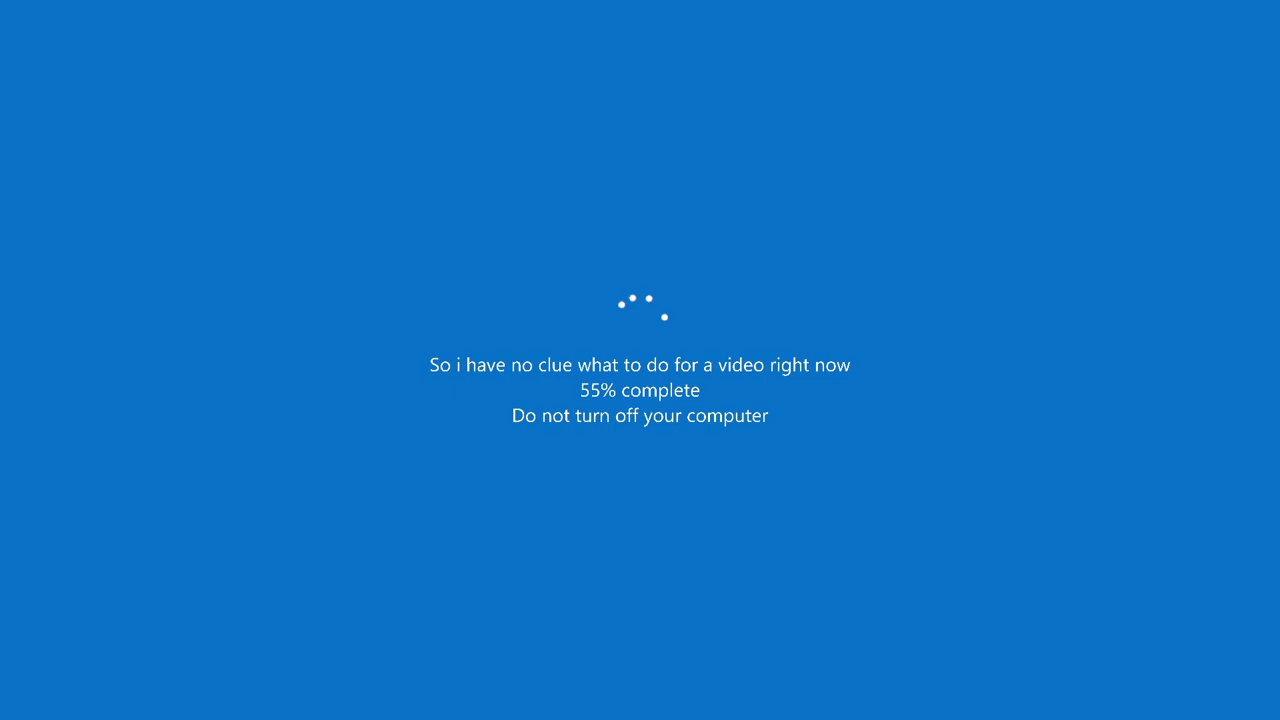 So i have no clue what to do for a video right now
55% complete
Do not turn off your computer